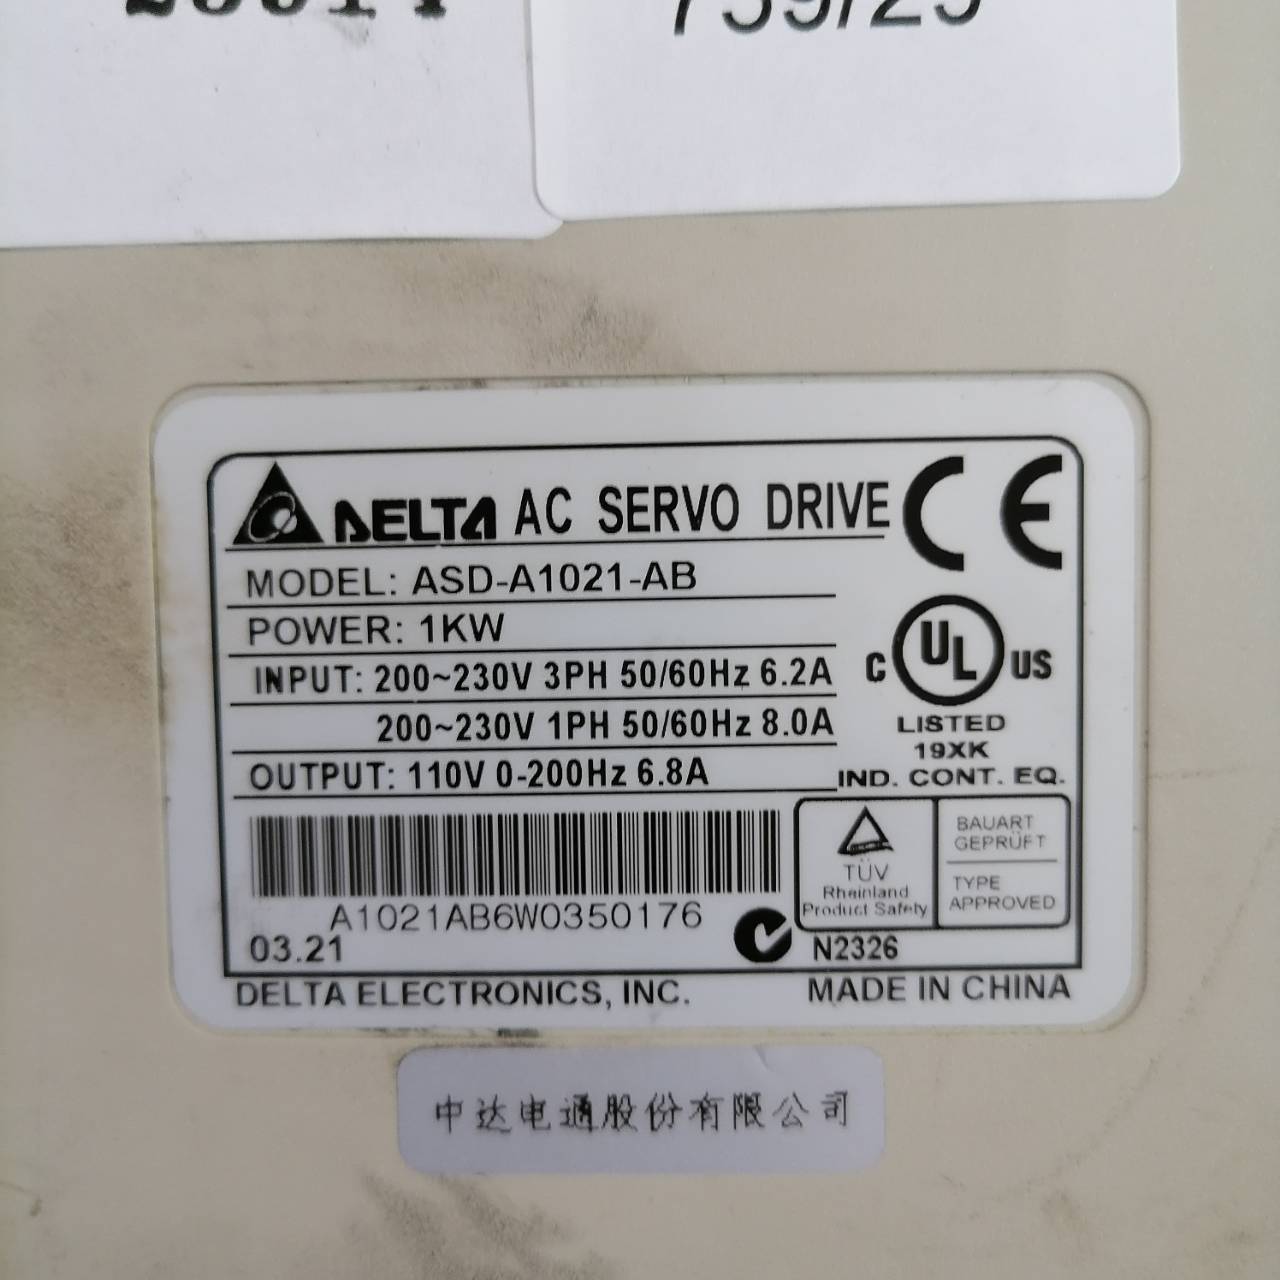 759/25
DELTA AC SERVO DRIVE CE
MODEL: ASD-A1021-AB
POWER: 1KW
INPUT: 200~230V 3PH 50/60Hz 6.2A
200~230V 1PH 50/60Hz 8.0A
OUTPUT: 110V 0-200Hz 6.8A
C UL US
LISTED
19XK
IND. CONT. EQ.
TÜV
Rheinland
Product Safety
BAUART
GEPRÜFT
TYPE
APPROVED
A1021AB6W0350176
03.21
N2326
DELTA ELECTRONICS, INC. MADE IN CHINA
中达电通股份有限公司